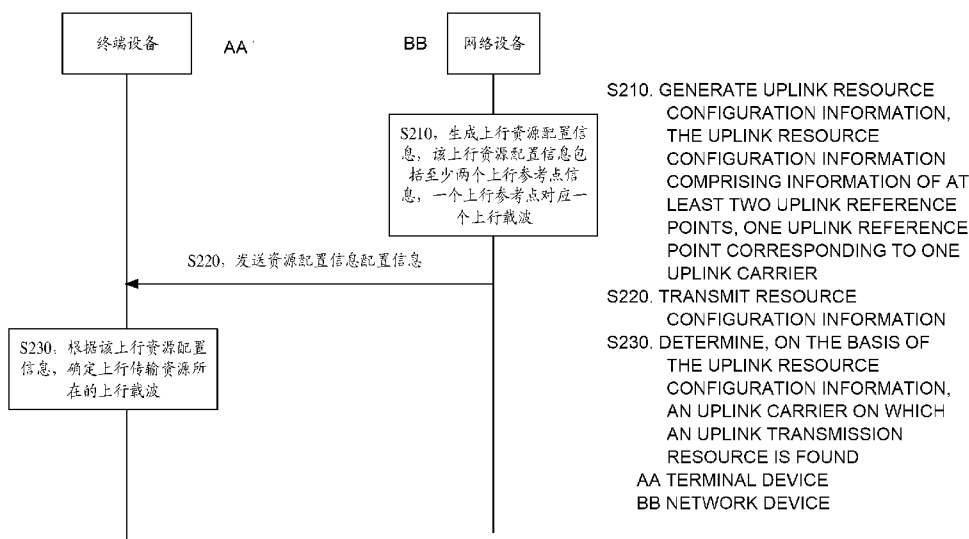 终端设备
AA
BB
网络设备
S210，生成上行资源配置信
息，该上行资源配置信息包
括至少两个上行参考点信
息，一个上行参考点对应一
个上行载波
S220，发送资源配置信息配置信息
S230，根据该上行资源配置
信息，确定上行传输资源所
在的上行载波
S210. GENERATE UPLINK RESOURCE
CONFIGURATION INFORMATION,
THE UPLINK RESOURCE
CONFIGURATION INFORMATION
COMPRISING INFORMATION OF AT
LEAST TWO UPLINK REFERENCE
POINTS, ONE UPLINK REFERENCE
POINT CORRESPONDING TO ONE
UPLINK CARRIER
S220. TRANSMIT RESOURCE
CONFIGURATION INFORMATION
S230. DETERMINE, ON THE BASIS OF
THE UPLINK RESOURCE
CONFIGURATION INFORMATION,
AN UPLINK CARRIER ON WHICH
AN UPLINK TRANSMISSION
RESOURCE IS FOUND
AA TERMINAL DEVICE
BB NETWORK DEVICE